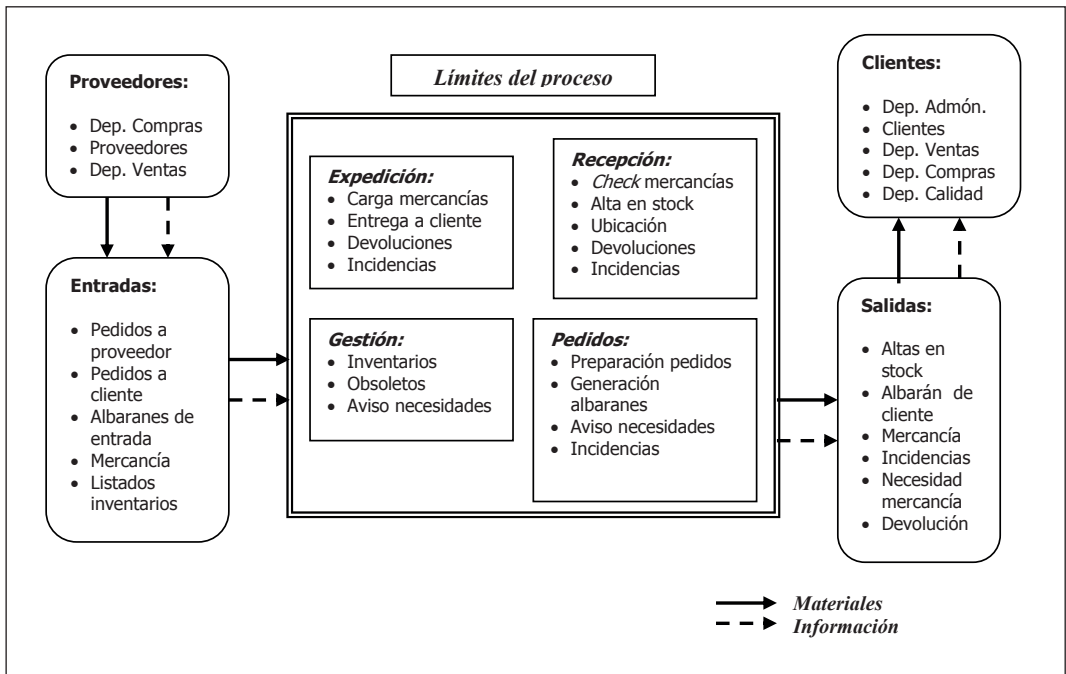 Límites del proceso
Proveedores:
• Dep. Compras
• Proveedores
• Dep. Ventas
Entradas:
• Pedidos a
proveedor
• Pedidos a
cliente
• Albaranes de
entrada
• Mercancía
• Listados
inventarios
Expedición:
• Carga mercancías
• Entrega a cliente
• Devoluciones
• Incidencias
Recepción:
• Check mercancías
• Alta en stock
• Ubicación
• Devoluciones
• Incidencias
Gestión:
• Inventarios
• Obsoletos
• Aviso necesidades
Pedidos:
• Preparación pedidos
• Generación
albaranes
• Aviso necesidades
• Incidencias
Clientes:
• Dep. Admón.
• Clientes
• Dep. Ventas
• Dep. Compras
• Dep. Calidad
Salidas:
• Altas en
stock
• Albarán de
cliente
• Mercancía
• Incidencias
• Necesidad
mercancía
• Devolución
Materiales
Información